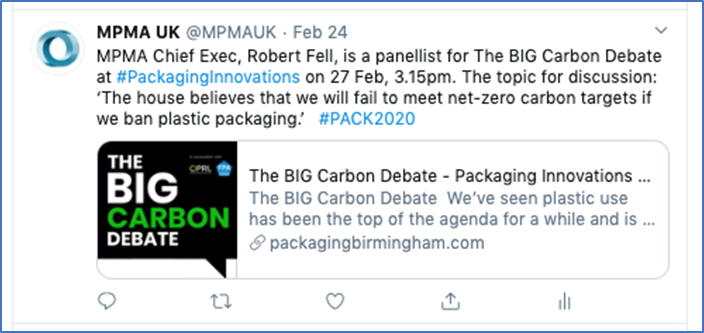 MPMA UK @MPMAUK · Feb 24
MPMA Chief Exec, Robert Fell, is a panellist for The BIG Carbon Debate
at #PackagingInnovations on 27 Feb, 3.15pm. The topic for discussion:
‘The house believes that we will fail to meet net-zero carbon targets if
we ban plastic packaging.’ #PACK2020
THE
BIG
CARBON
DEBATE
OPRL
FPA
The BIG Carbon Debate - Packaging Innovations ...
The BIG Carbon Debate We’ve seen plastic use
has been the top of the agenda for a while and is ...
packagingbirmingham.com